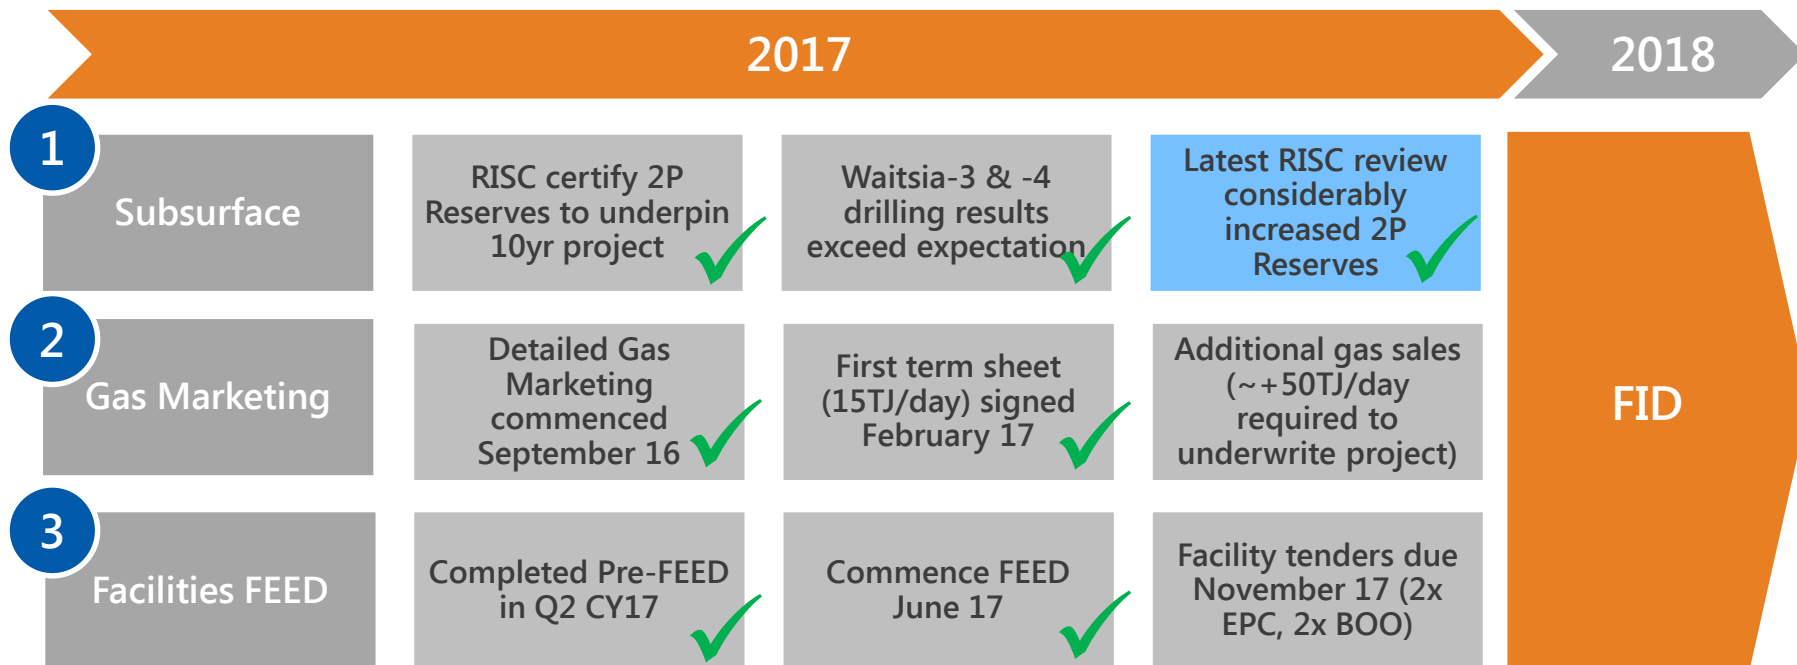 2017
2018
1
Subsurface
RISC certify 2P
Reserves to underpin
10yr project
Waitsia-3 & -4
drilling results
exceed expectation
Latest RISC review
considerably
increased 2P
Reserves
2
Gas Marketing
Detailed Gas
Marketing
commenced
September 16
First term sheet
(15TJ/day) signed
February 17
Additional gas sales
(~+50TJ/day
required to
underwrite project)
FID
3
Facilities FEED
Completed Pre-FEED
in Q2 CY17
Commence FEED
June 17
Facility tenders due
November 17 (2x
EPC, 2x BOO)